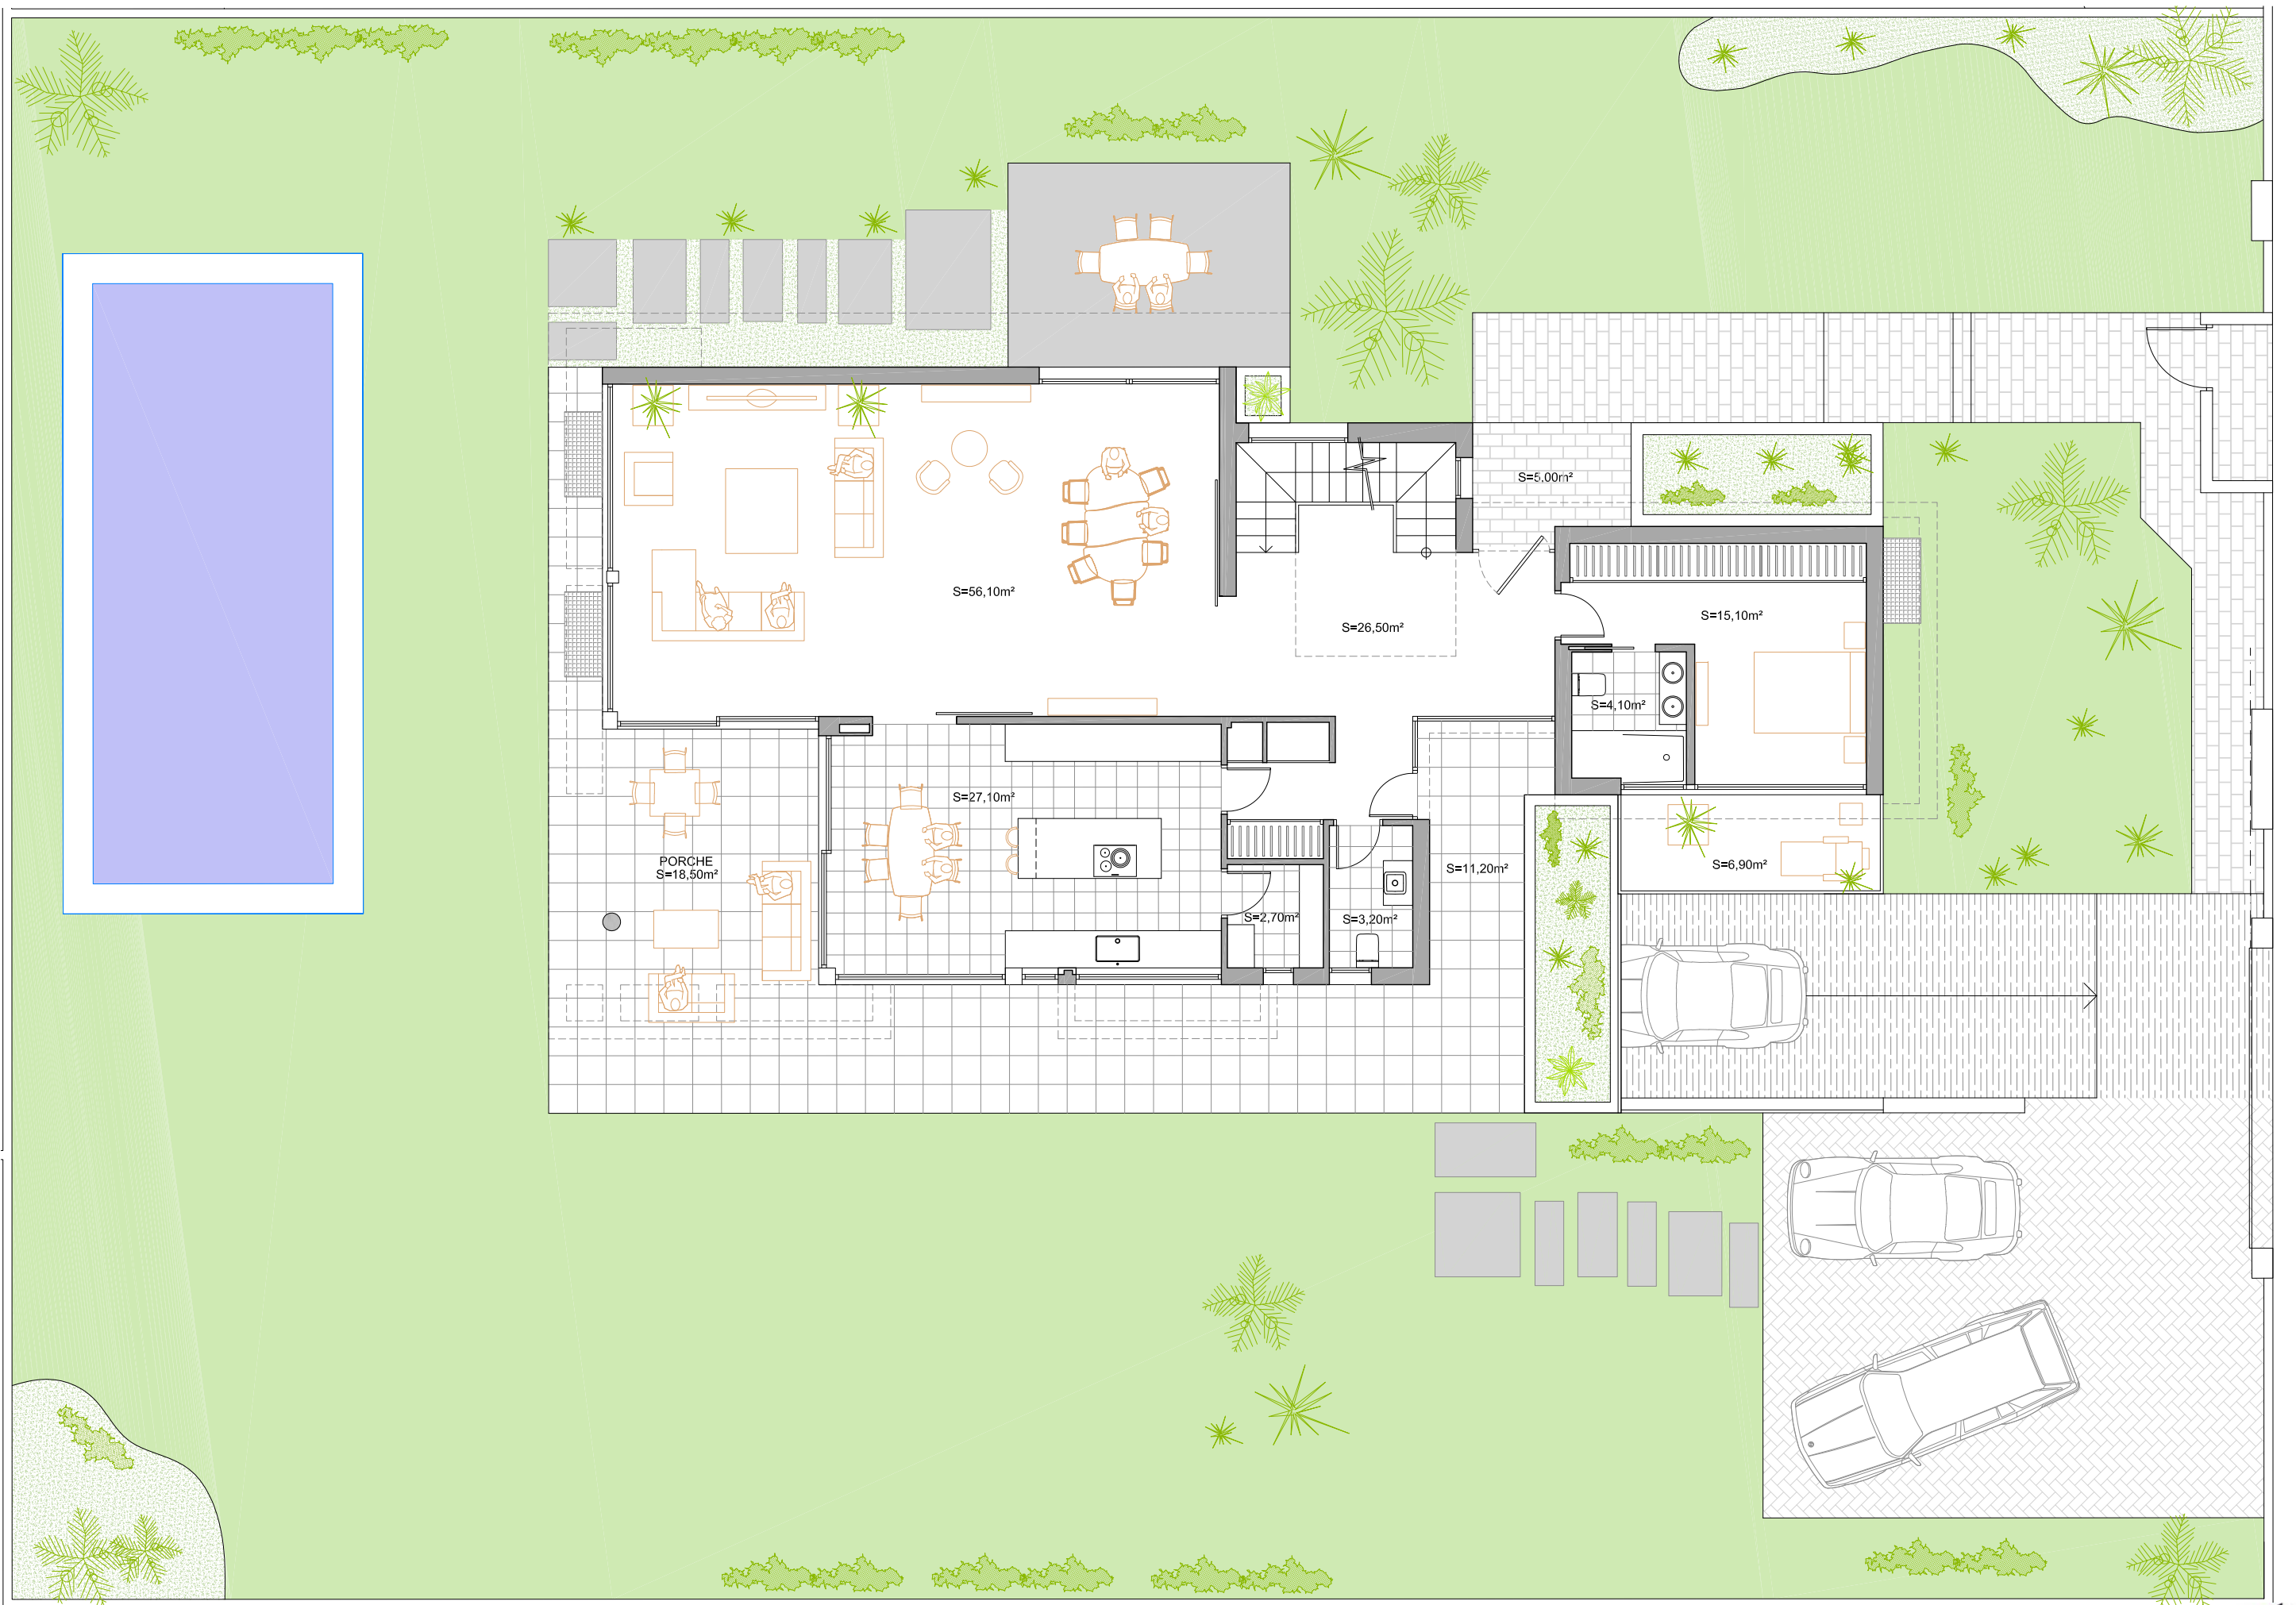 S=5,00m²
S=56,10m²
S=15,10m²
S=26,50m²
S=4,10m²
S=27,10m²
PORCHE
S=18,50m²
S=11,20m²
S=6,90m²
S=2,70m²
S=3,20m²